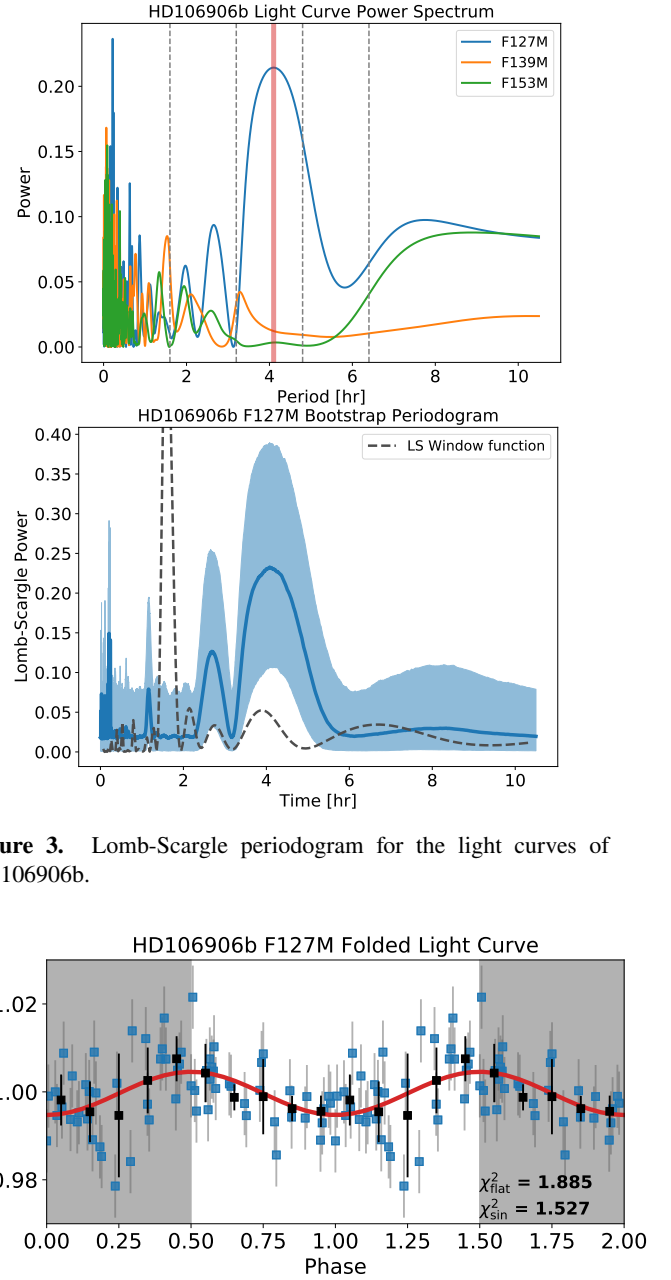 HD106906b Light Curve Power Spectrum
F127M
F139M
F153M
Power
0.20
0.15
0.10
0.05
0.00
0 2 4 6 8 10
Period [hr]
HD106906b F127M Bootstrap Periodogram
LS Window function
Lomb-Scargle Power
0.40
0.35
0.30
0.25
0.20
0.15
0.10
0.05
0.00
0 2 4 6 8 10
Time [hr]
ure 3. Lomb-Scargle periodogram for the light curves of
106906b.
HD106906b F127M Folded Light Curve
.02
.00
.98
χ²flat = 1.885
χ²sin = 1.527
0.00 0.25 0.50 0.75 1.00 1.25 1.50 1.75 2.00
Phase